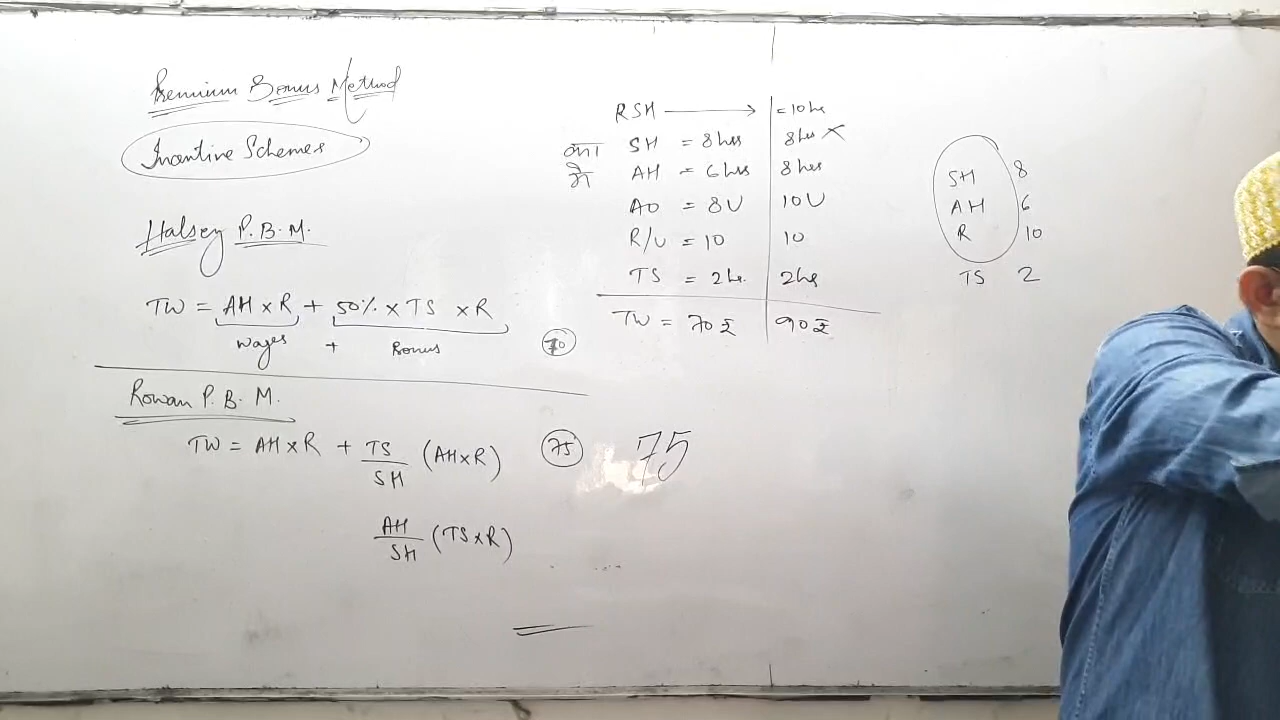 Premium Bonus Method
Incentive Schemes
Halsey P.B.M.
TW = AH x R + 50% x TS x R
Wages + Bonus
70
Rowan P.B.M.
TW = AH x R + TS/SH (AH x R)
75
75
AH/SH (TS x R)
RSH → = 10 hr
SH = 8 hrs 8 hrs ×
AH = 6 hrs 8 hrs
AO = 8U 10U
R/U = 10 10
TS = 2 hr. 2 hrs
TW = 70 ₹ 90 ₹
SH 8
AH 6
R 10
TS 2